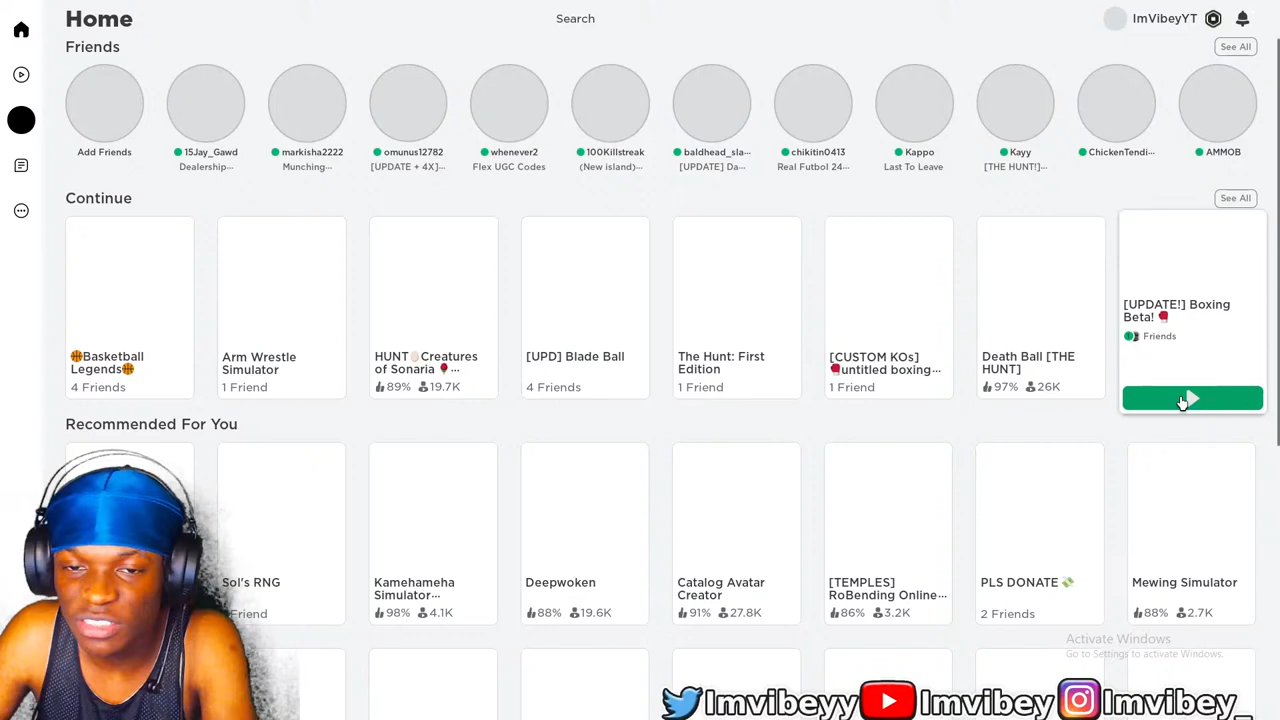 Home
Search
ImVibeyYT
Friends
See All
Add Friends
15Jay_Gawd
markisha2222
omunus12782
whenever2
100Killstreak
baldhead_sla...
chikitin0413
Kappo
Kayy
ChickenTendi...
AMMOB
Dealership...
Munching...
[UPDATE + 4X]...
Flex UGC Codes
(New island)...
[UPDATE] Da...
Real Futbol 24...
Last To Leave
[THE HUNT!]...
Continue
See All
🏀Basketball
Legends🏀
4 Friends
Arm Wrestle
Simulator
1 Friend
HUNT🥚Creatures
of Sonaria🌹...
89% 19.7K
[UPD] Blade Ball
4 Friends
The Hunt: First
Edition
1 Friend
[CUSTOM KOs]
🥊untitled boxing...
1 Friend
Death Ball [THE
HUNT]
97% 26K
[UPDATE!] Boxing
Beta! 🥊
Friends
Recommended For You
Sol's RNG
Friend
Kamehameha
Simulator...
98% 4.1K
Deepwoken
88% 19.6K
Catalog Avatar
Creator
91% 27.8K
[TEMPLES]
RoBending Online...
86% 3.2K
PLS DONATE 💸
2 Friends
Mewing Simulator
88% 2.7K
Activate Windows
Go to Settings to activate Windows.
Imvibeyy
Imvibey
Imvibey_